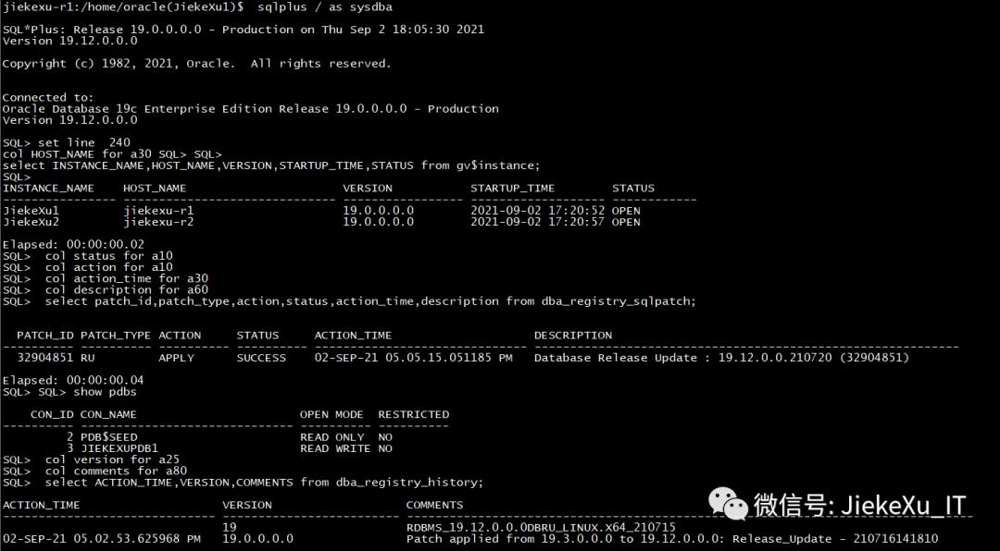 jiekexu-r1:/home/oracle(JiekeXu1)$  sqlplus / as sysdba
SQL*Plus: Release 19.0.0.0.0 - Production on Thu Sep 2 18:05:30 2021
Version 19.12.0.0.0
Copyright (c) 1982, 2021, Oracle.  All rights reserved.
Connected to:
Oracle Database 19c Enterprise Edition Release 19.0.0.0.0 - Production
Version 19.12.0.0.0
SQL> set line  240
col HOST_NAME for a30 SQL> SQL>
select INSTANCE_NAME,HOST_NAME,VERSION,STARTUP_TIME,STATUS from gv$instance;
SQL>
INSTANCE_NAME    HOST_NAME                      VERSION           STARTUP_TIME        STATUS
---------------- ------------------------------ ----------------- ------------------- ------------
JiekeXu1         jiekexu-r1                     19.0.0.0.0        2021-09-02 17:20:52 OPEN
JiekeXu2         jiekexu-r2                     19.0.0.0.0        2021-09-02 17:20:57 OPEN
Elapsed: 00:00:00.02
SQL>  col status for a10
SQL>  col action for a10
SQL>  col action_time for a30
SQL>  col description for a60
SQL>  select patch_id,patch_type,action,status,action_time,description from dba_registry_sqlpatch;
  PATCH_ID PATCH_TYPE ACTION     STATUS     ACTION_TIME                    DESCRIPTION
---------- ---------- ---------- ---------- ------------------------------ ------------------------------------------------------------
  32904851 RU         APPLY      SUCCESS    02-SEP-21 05.05.15.051185 PM   Database Release Update : 19.12.0.0.210720 (32904851)
Elapsed: 00:00:00.04
SQL> SQL> show pdbs
    CON_ID CON_NAME                       OPEN MODE  RESTRICTED
---------- ------------------------------ ---------- ----------
         2 PDB$SEED                       READ ONLY  NO
         3 JIEKEXUPDB1                    READ WRITE NO
SQL>  col version for a25
SQL>  col comments for a80
SQL>  select ACTION_TIME,VERSION,COMMENTS from dba_registry_history;
ACTION_TIME                    VERSION                   COMMENTS
------------------------------ ------------------------- --------------------------------------------------------------------------------
                               19                        RDBMS_19.12.0.0.0DBRU_LINUX.X64_210715
02-SEP-21 05.02.53.625968 PM   19.0.0.0.0                Patch applied from 19.3.0.0.0 to 19.12.0.0.0: Release_Update - 210716141810
微信号: JiekeXu_IT